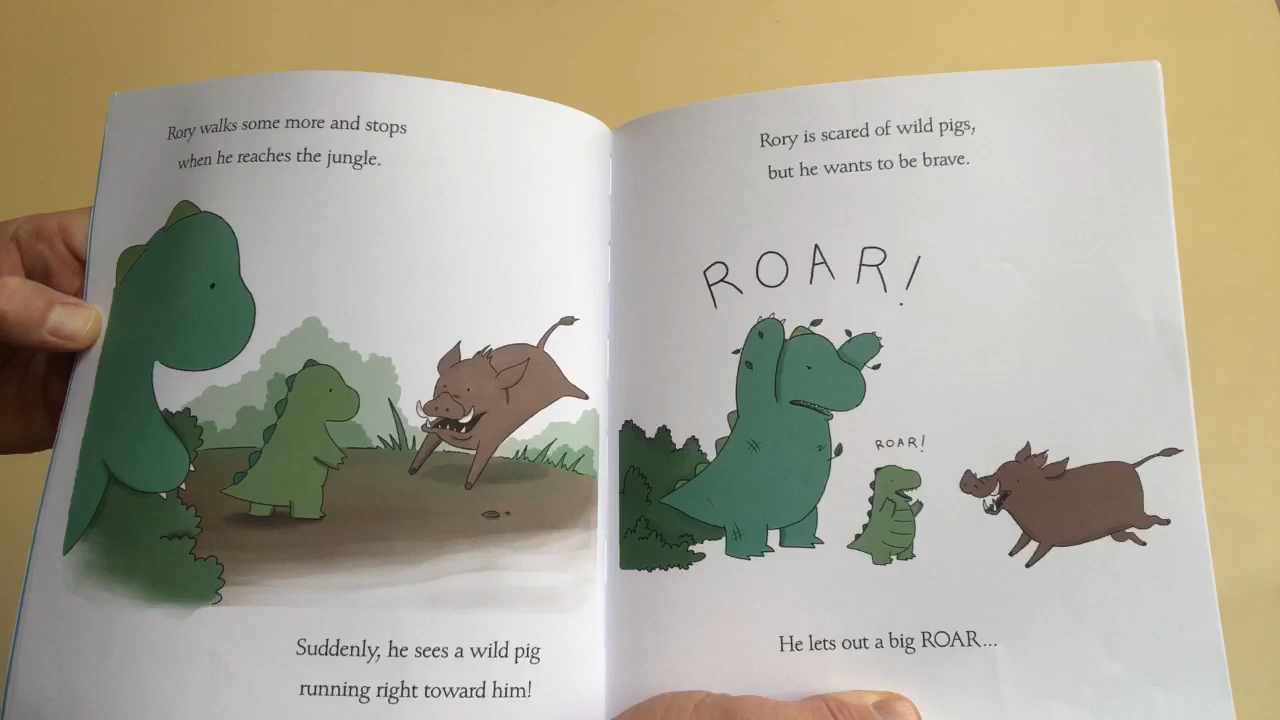 Rory walks some more and stops
when he reaches the jungle.
Suddenly, he sees a wild pig
running right toward him!
Rory is scared of wild pigs,
but he wants to be brave.
ROAR!
ROAR!
He lets out a big ROAR...